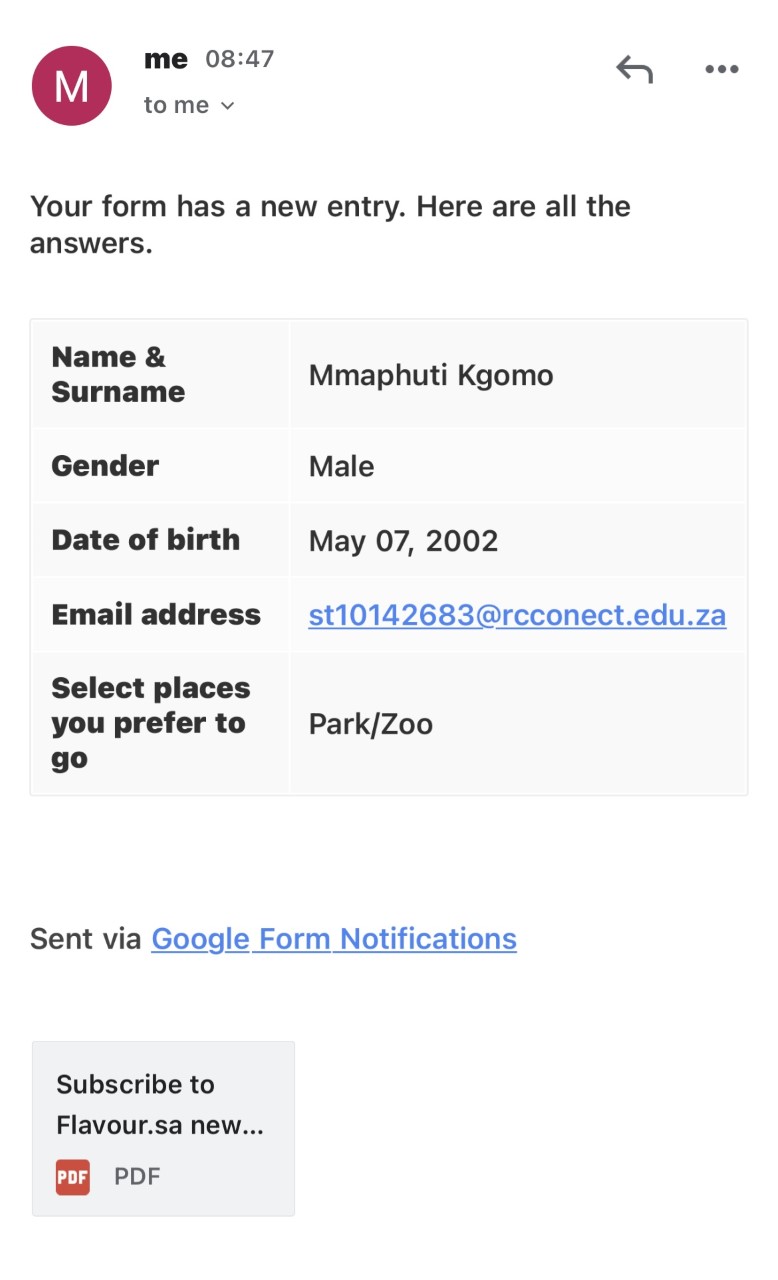 M
me 08:47
to me
Your form has a new entry. Here are all the
answers.
Name &
Surname
Mmaphuti Kgomo
Gender
Male
Date of birth
May 07, 2002
Email address
st10142683@rcconect.edu.za
Select places
you prefer to
go
Park/Zoo
Sent via Google Form Notifications
Subscribe to
Flavour.sa new...
PDF PDF